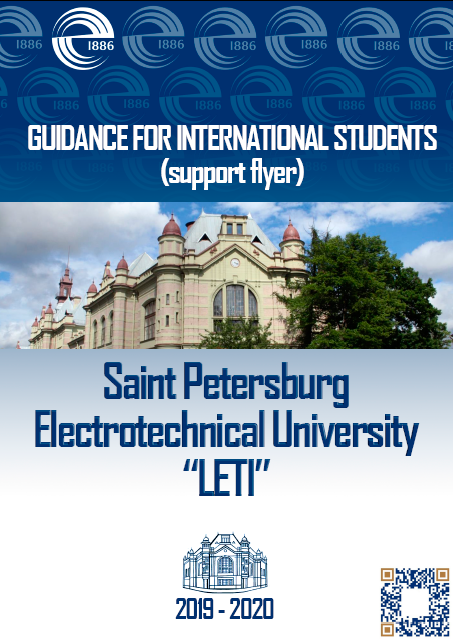 1886
1886
1886
1886
1886
1886
1886
1886
1886
1886
1886
1886
GUIDANCE FOR INTERNATIONAL STUDENTS
(support flyer)
Saint Petersburg
Electrotechnical University
“LETI”
2019 - 2020